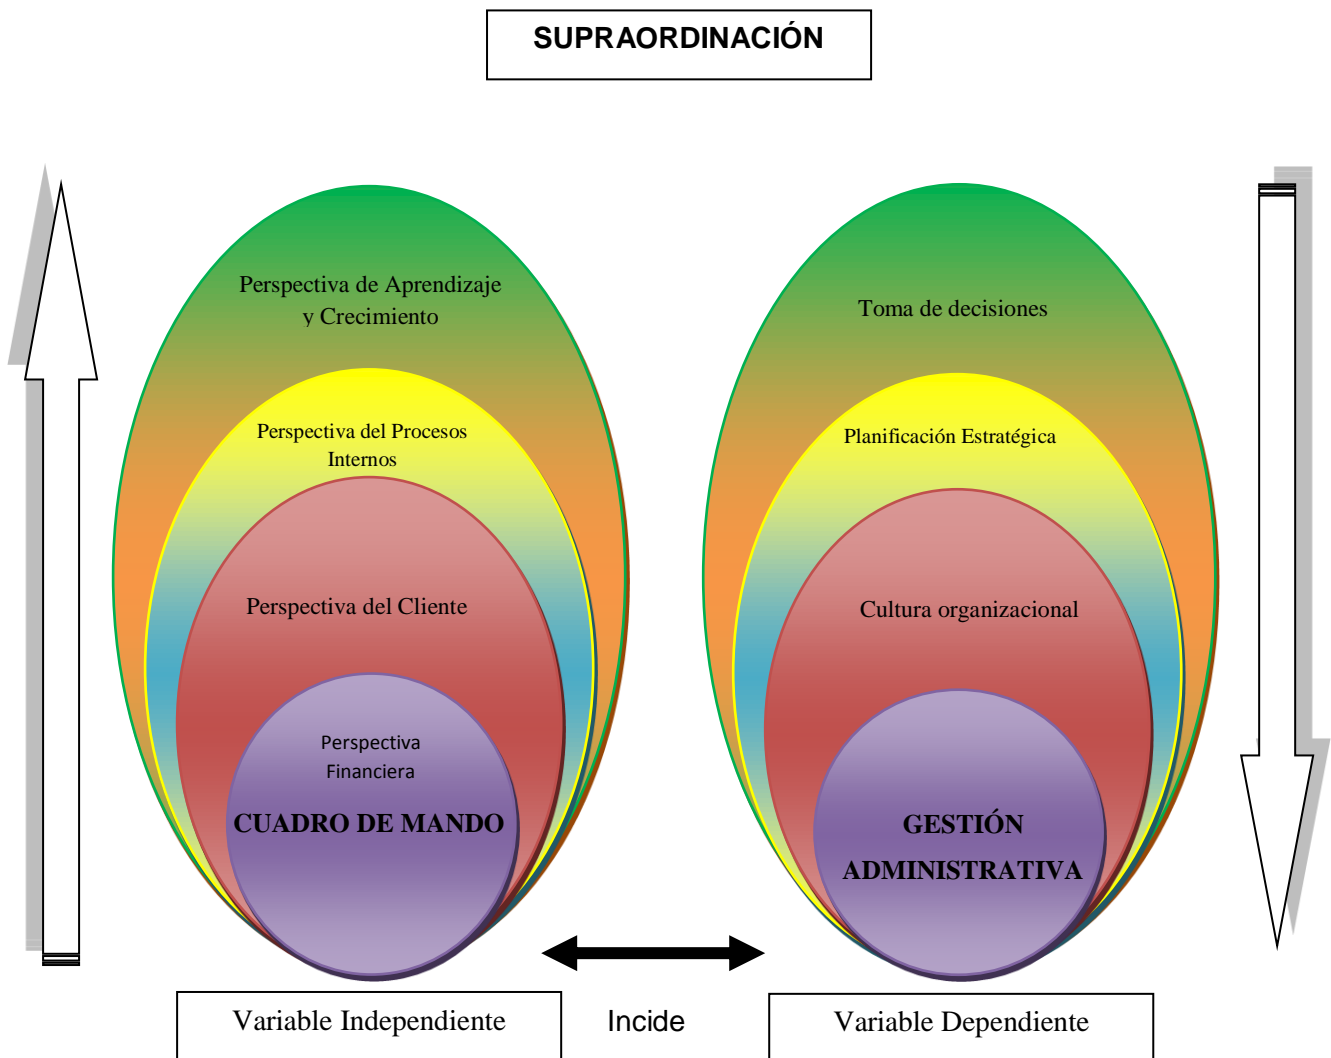 SUPRAORDINACIÓN
Perspectiva de Aprendizaje
y Crecimiento
Perspectiva del Procesos
Internos
Perspectiva del Cliente
Perspectiva
Financiera
CUADRO DE MANDO
Toma de decisiones
Planificación Estratégica
Cultura organizacional
GESTIÓN
ADMINISTRATIVA
Variable Independiente
Incide
Variable Dependiente